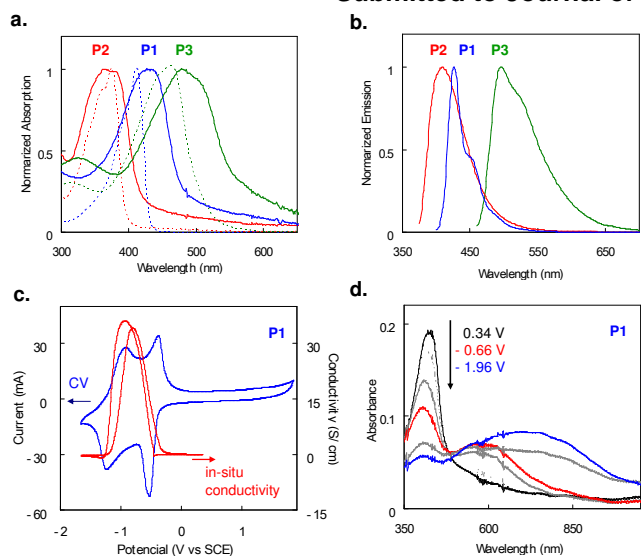 Submitted to Journal of
a.
P2 P1 P3
Normalized Absorption
1
0.5
0
300 400 500 600
Wavelength (nm)
b.
P2 P1 P3
Normalized Emission
1
0.5
0
350 450 550 650
Wavelength (nm)
c.
P1
CV
in-situ
conductivity
Current (mA)
30
0
-30
-60
Conductivity v (S/cm)
30
15
0
-15
-2 -1 0 1
Potencial (V vs SCE)
d.
P1
0.34 V
- 0.66 V
- 1.96 V
Absorbance
0.2
0.1
0
350 600 850
Wavelength (nm)